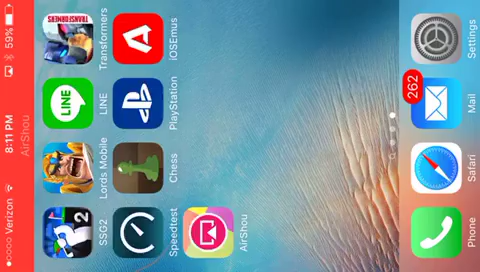 Verizon 8:11 PM 59%
AirShou
2 LINE TRANSFORMERS
SSG2 Lords Mobile LINE Transformers
Speedtest Chess PlayStation iOSEmus
AirShou
262
Phone Safari Mail Settings